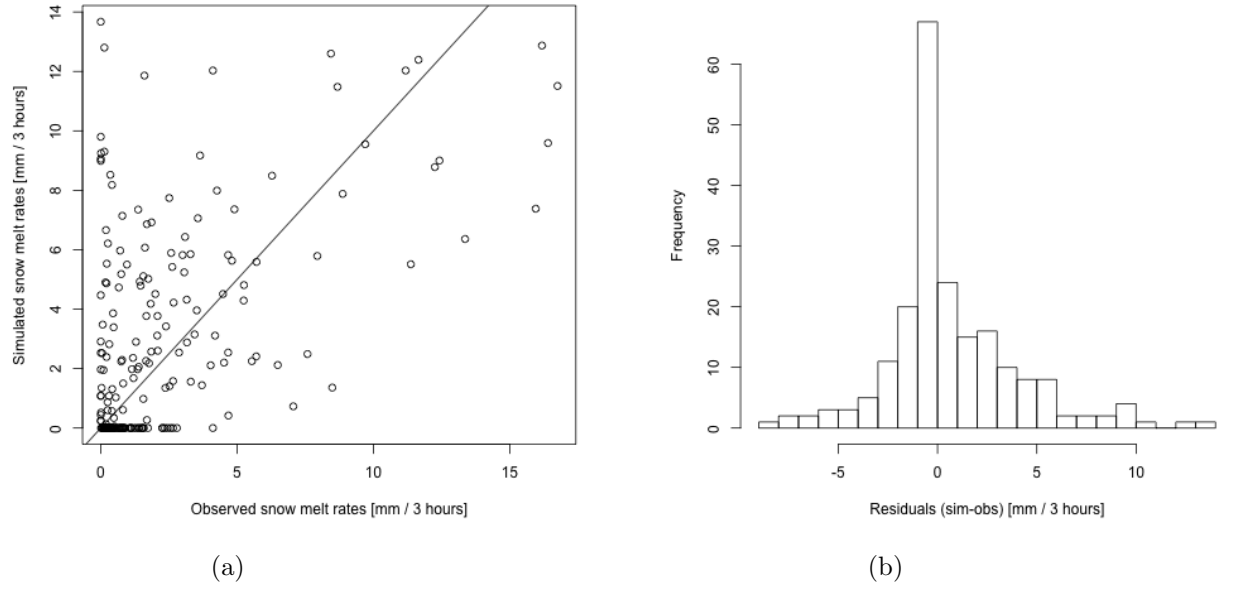 14
12
10
8
6
4
2
0
Simulated snow melt rates [mm / 3 hours]
0 5 10 15
Observed snow melt rates [mm / 3 hours]
(a)
60
50
40
30
20
10
0
Frequency
-5 0 5 10
Residuals (sim-obs) [mm / 3 hours]
(b)